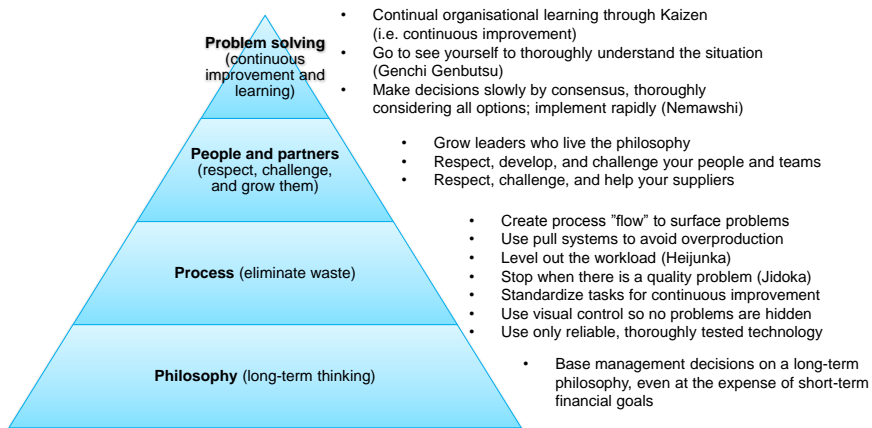 Problem solving
(continuous
improvement and
learning)
• Continual organisational learning through Kaizen
(i.e. continuous improvement)
• Go to see yourself to thoroughly understand the situation
(Genchi Genbutsu)
• Make decisions slowly by consensus, thoroughly
considering all options; implement rapidly (Nemawshi)
People and partners
(respect, challenge,
and grow them)
• Grow leaders who live the philosophy
• Respect, develop, and challenge your people and teams
• Respect, challenge, and help your suppliers
Process (eliminate waste)
• Create process ”flow” to surface problems
• Use pull systems to avoid overproduction
• Level out the workload (Heijunka)
• Stop when there is a quality problem (Jidoka)
• Standardize tasks for continuous improvement
• Use visual control so no problems are hidden
• Use only reliable, thoroughly tested technology
Philosophy (long-term thinking)
• Base management decisions on a long-term
philosophy, even at the expense of short-term
financial goals